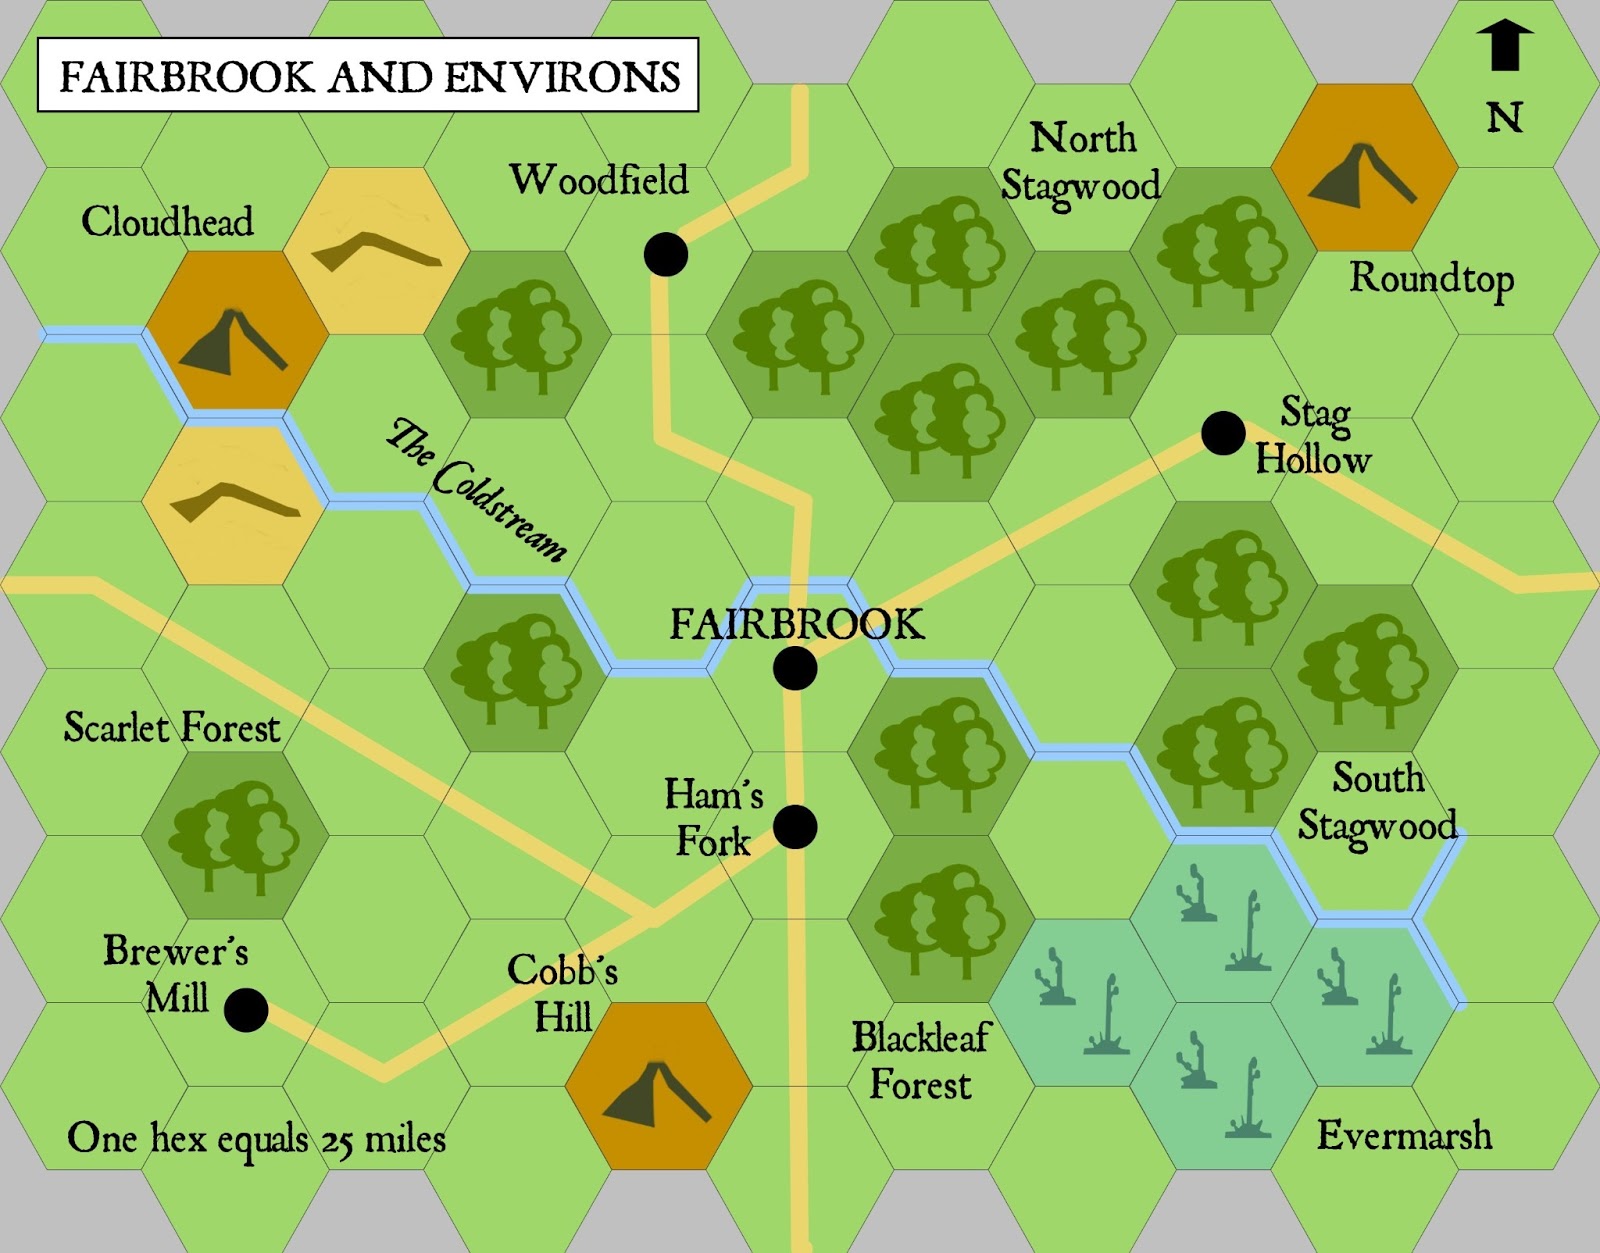 FAIRBROOK AND ENVIRONS
N
North
Stagwood
Woodfield
Cloudhead
Roundtop
Stag
Hollow
The Coldstream
FAIRBROOK
Scarlet Forest
Ham's
Fork
South
Stagwood
Brewer's
Mill
Cobb's
Hill
Blackleaf
Forest
One hex equals 25 miles
Evermarsh